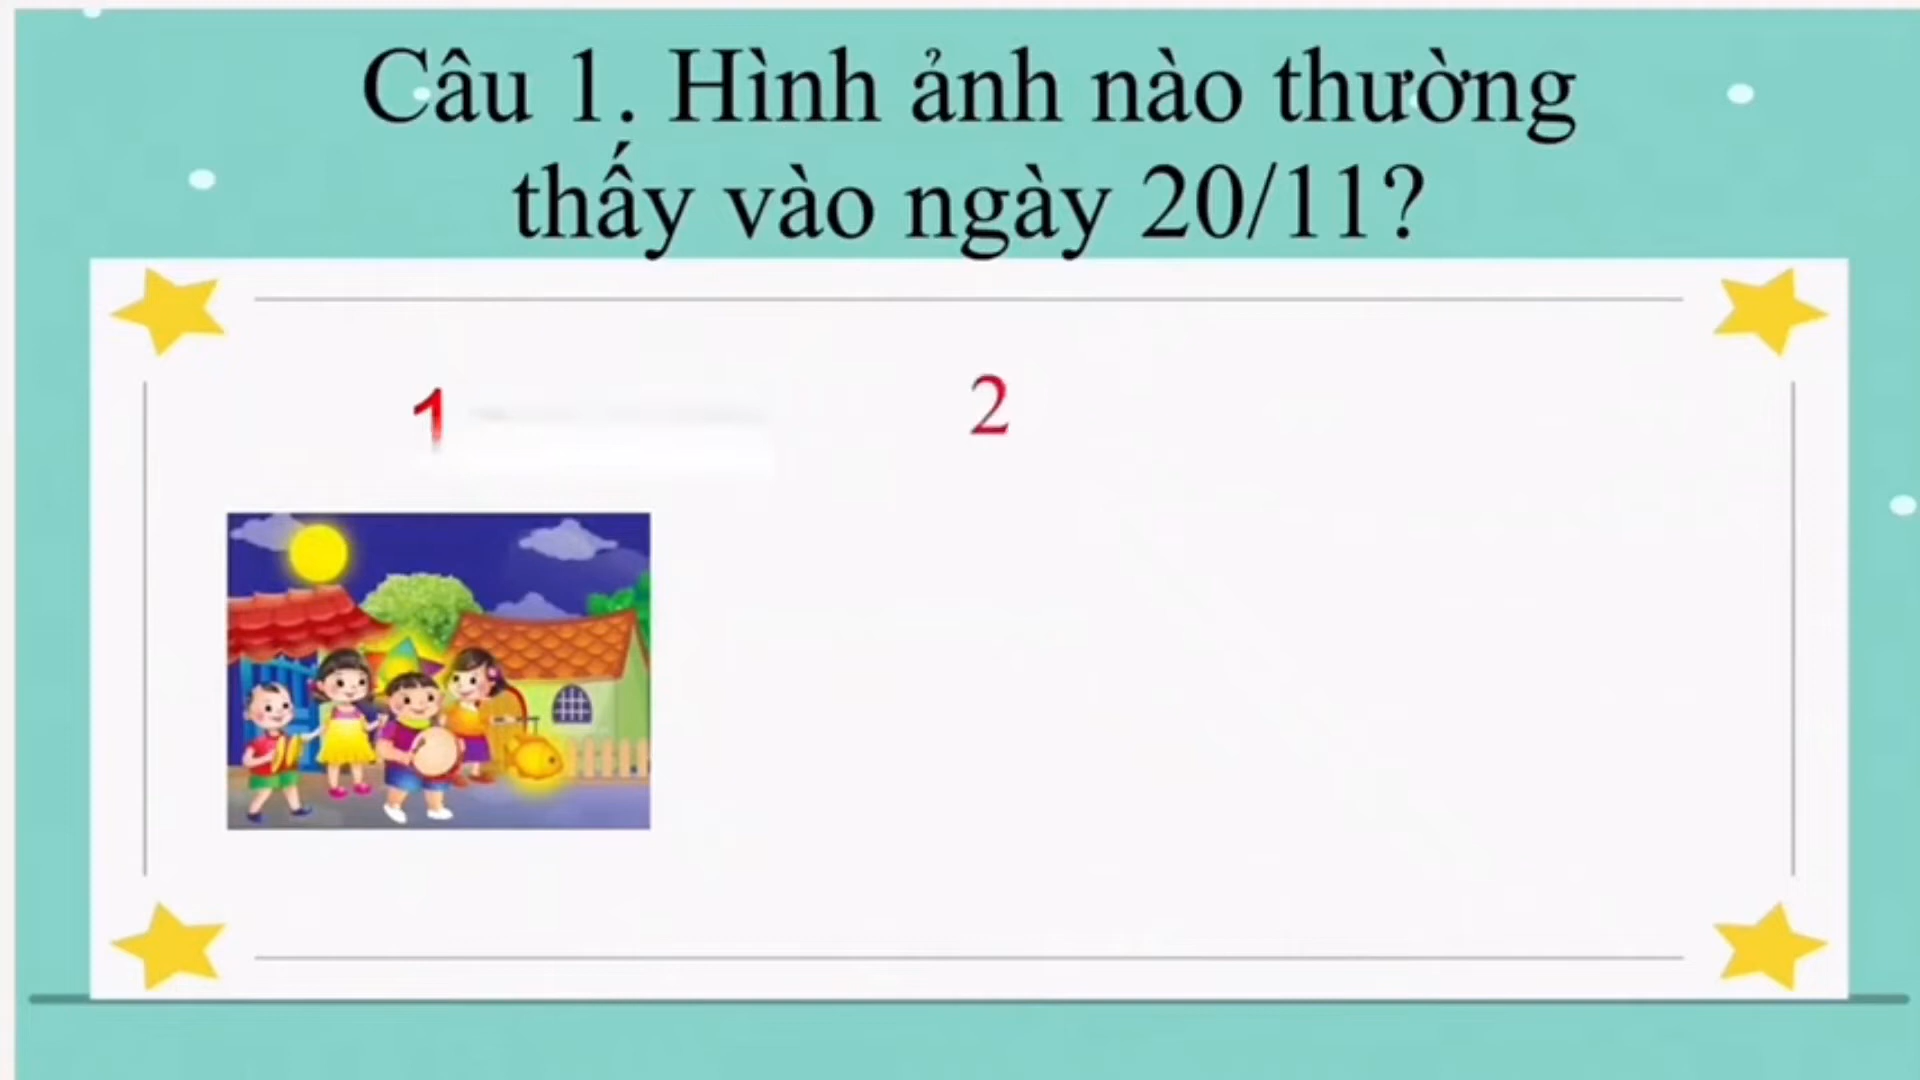 Câu 1. Hình ảnh nào thường
thấy vào ngày 20/11?
1 2